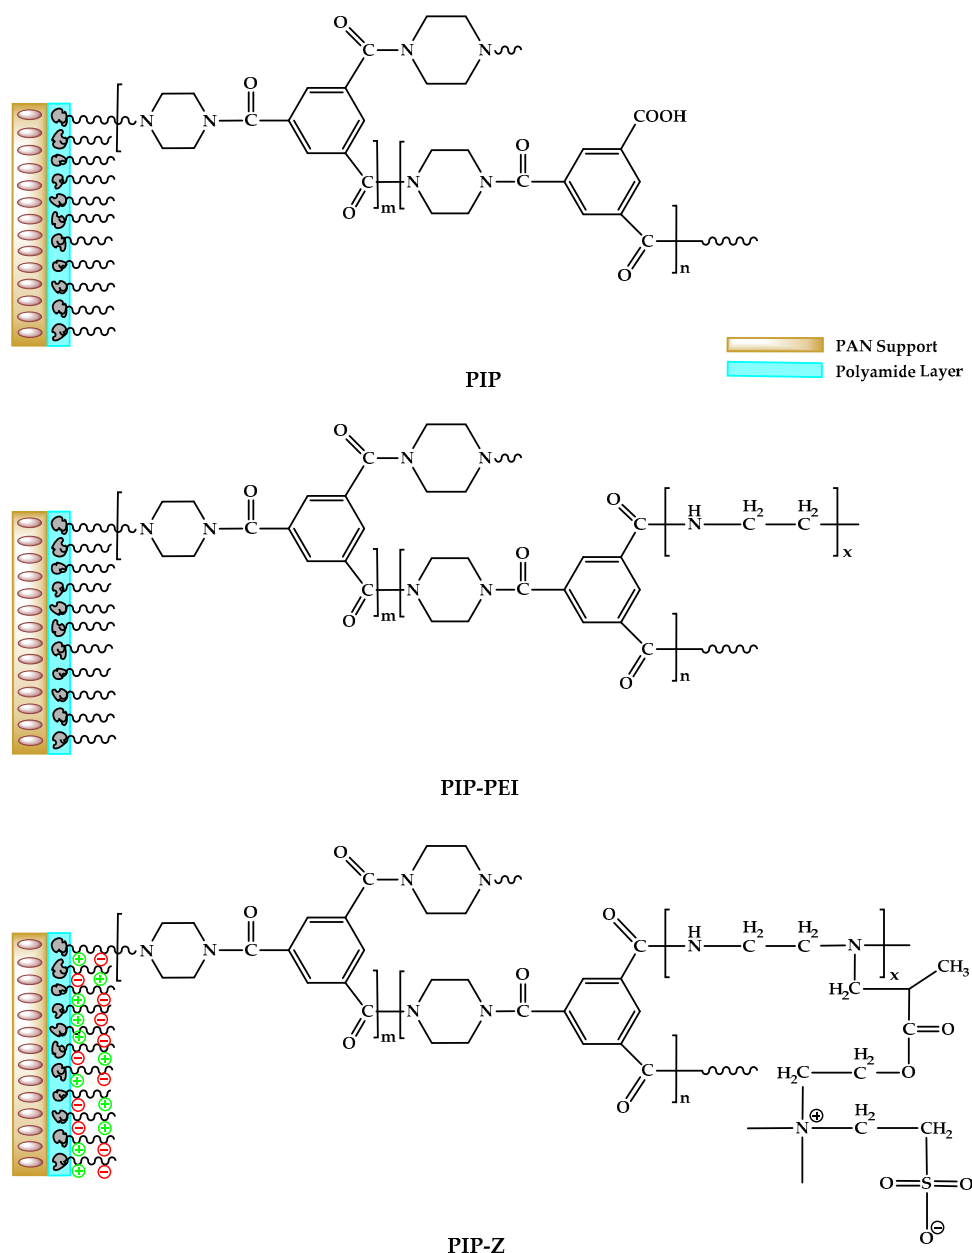 O
C N N
O
N N C
COOH
O
C m N N C
O
C n
O
PAN Support
Polyamide Layer
PIP
O
C N N
O
N N C
O C H N H2 C H2 C x
O
C m N N C
O
C n
O
PIP-PEI
O
C N N
O
N N C
O C H N H2 C H2 C N x
CH3
H2C
O
C m N N C
O
C O
H2 C
H2C C O
C n
O
N + H2 C CH2
O S O
O −
PIP-Z
+ −
− +
+ −
+ −
+ −
− +
+ −
− +
− +
+ −
+ −